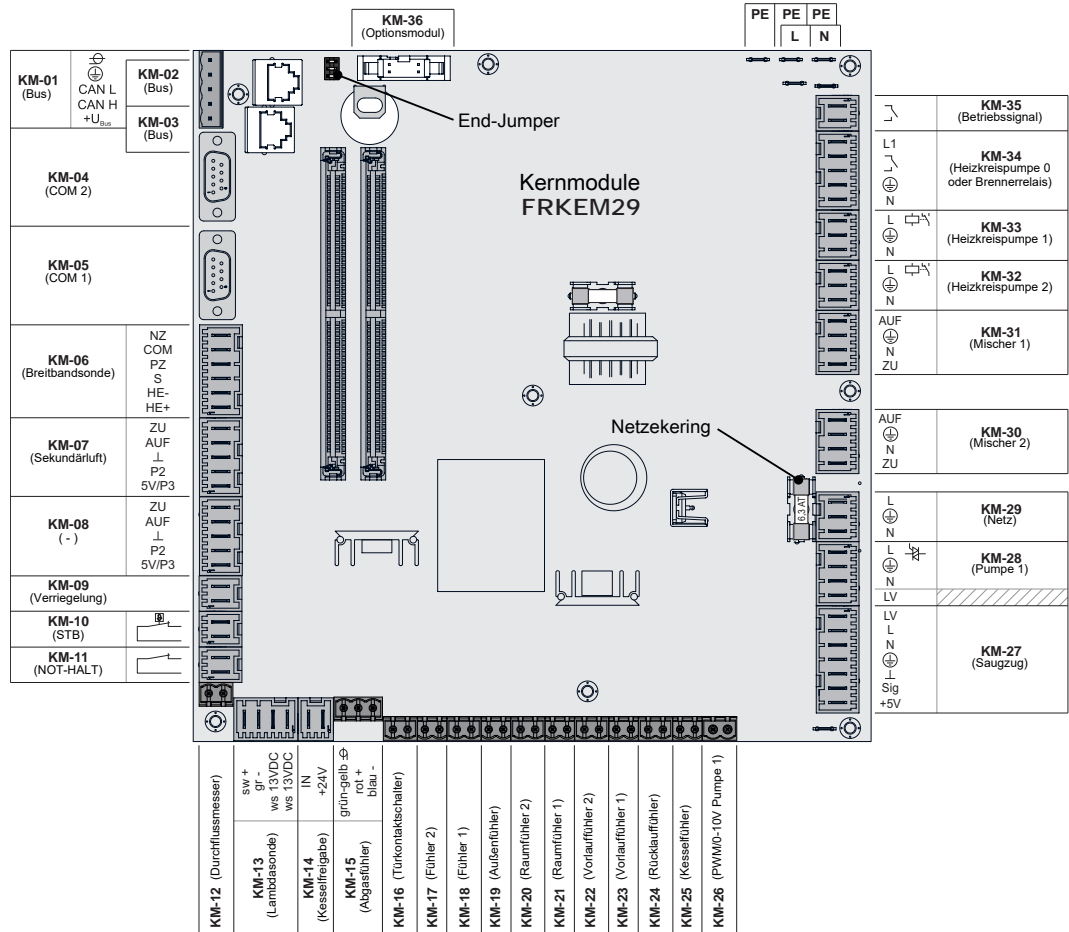 KM-36
(Optionsmodul)
PE
PE
PE
L
N
KM-01
(Bus)
CAN L
CAN H
+U Bus
KM-02
(Bus)
KM-03
(Bus)
KM-04
(COM 2)
KM-05
(COM 1)
KM-06
(Breitbandsonde)
NZ
COM
PZ
S
HE-
HE+
KM-07
(Sekundärluft)
ZU
AUF
⊥
P2
5V/P3
KM-08
( - )
ZU
AUF
⊥
P2
5V/P3
KM-09
(Verriegelung)
KM-10
(STB)
KM-11
(NOT-HALT)
End-Jumper
Kernmodule
FRKEM29
Netzekering
6,3 AT
KM-35
(Betriebssignal)
L1
N
KM-34
(Heizkreispumpe 0
oder Brennerrelais)
L
N
KM-33
(Heizkreispumpe 1)
L
N
KM-32
(Heizkreispumpe 2)
AUF
N
ZU
KM-31
(Mischer 1)
AUF
N
ZU
KM-30
(Mischer 2)
L
N
KM-29
(Netz)
L
N
LV
KM-28
(Pumpe 1)
LV
L
N
⊥
Sig
+5V
KM-27
(Saugzug)
KM-12 (Durchflussmesser)
sw +
gr -
ws 13VDC
ws 13VDC
KM-13
(Lambdasonde)
IN
+24V
KM-14
(Kesselfreigabe)
grün-gelb
rot +
blau -
KM-15
(Abgasfühler)
KM-16 (Türkontaktschalter)
KM-17 (Fühler 2)
KM-18 (Fühler 1)
KM-19 (Außenfühler)
KM-20 (Raumfühler 2)
KM-21 (Raumfühler 1)
KM-22 (Vorlauffühler 2)
KM-23 (Vorlauffühler 1)
KM-24 (Rücklauffühler)
KM-25 (Kesselfühler)
KM-26 (PWM/0-10V Pumpe 1)